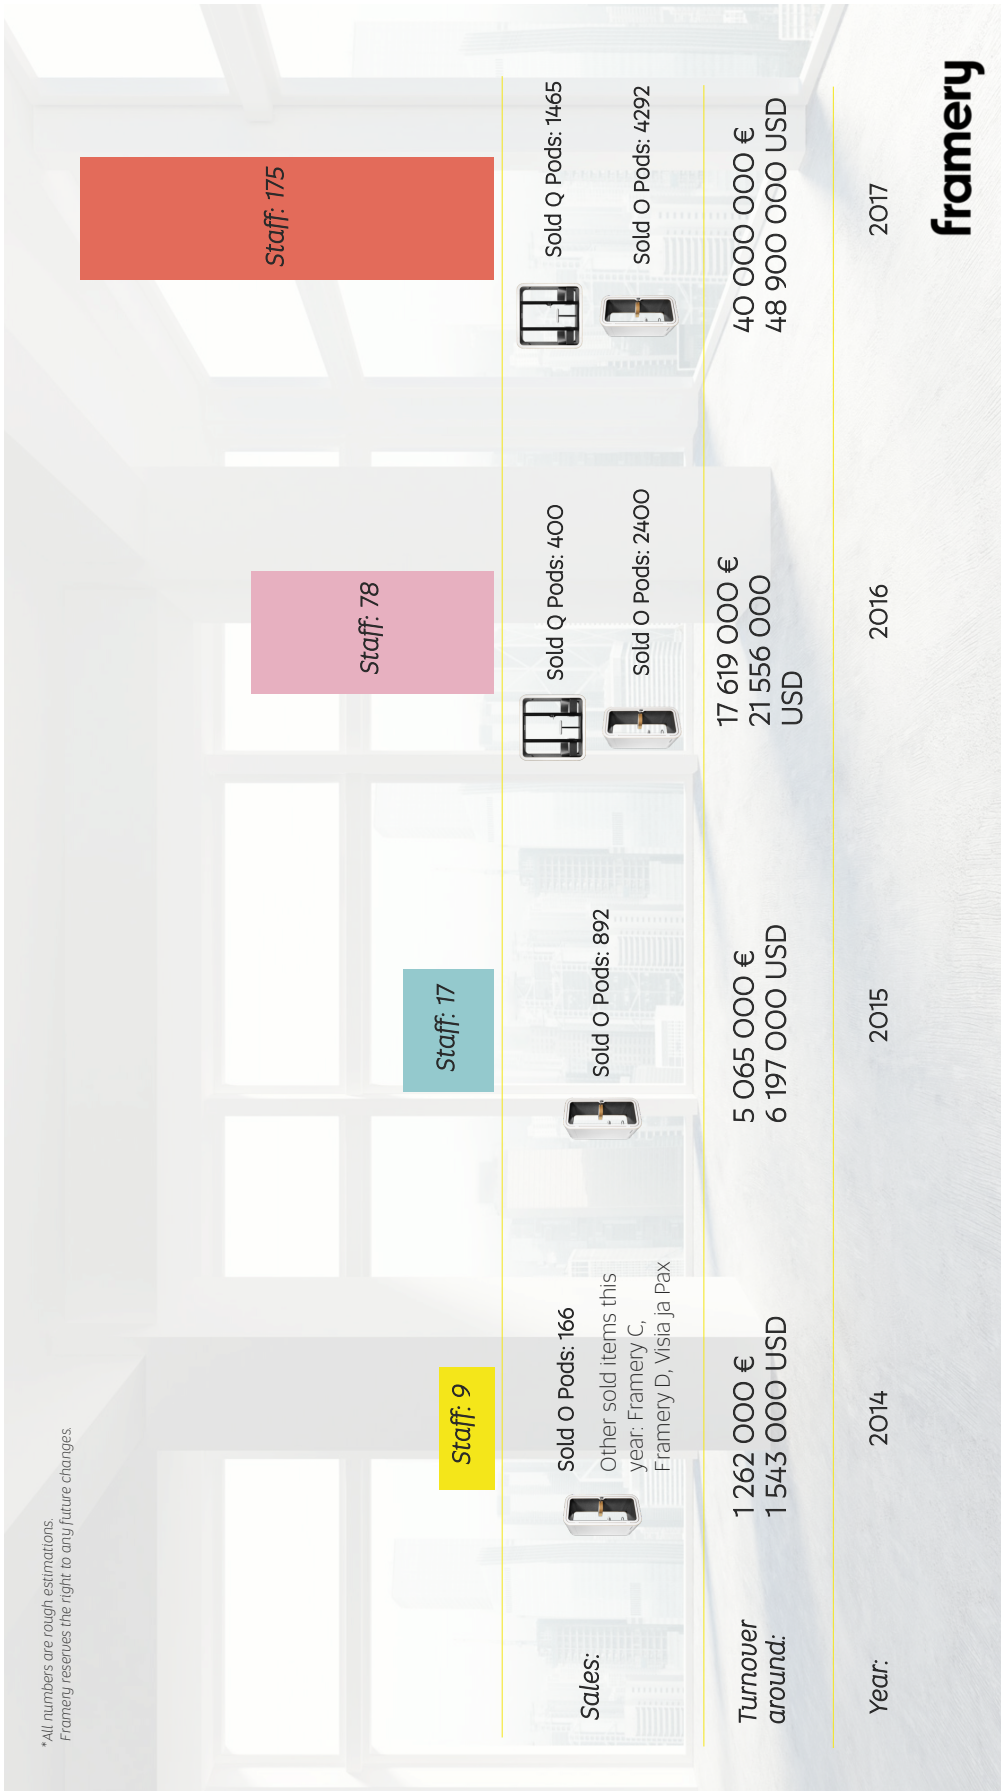 *All numbers are rough estimations.
Framery reserves the right to any future changes.
Staff: 9
Staff: 17
Staff: 78
Staff: 175
Sales:
Sold O Pods: 166
Other sold items this
year: Framery C,
Framery D, Visia ja Pax
Sold O Pods: 892
Sold Q Pods: 400
Sold O Pods: 2400
Sold Q Pods: 1465
Sold O Pods: 4292
Turnover
around:
1 262 000 €
1 543 000 USD
5 065 000 €
6 197 000 USD
17 619 000 €
21 556 000
USD
40 000 000 €
48 900 000 USD
Year:
2014
2015
2016
2017
framery